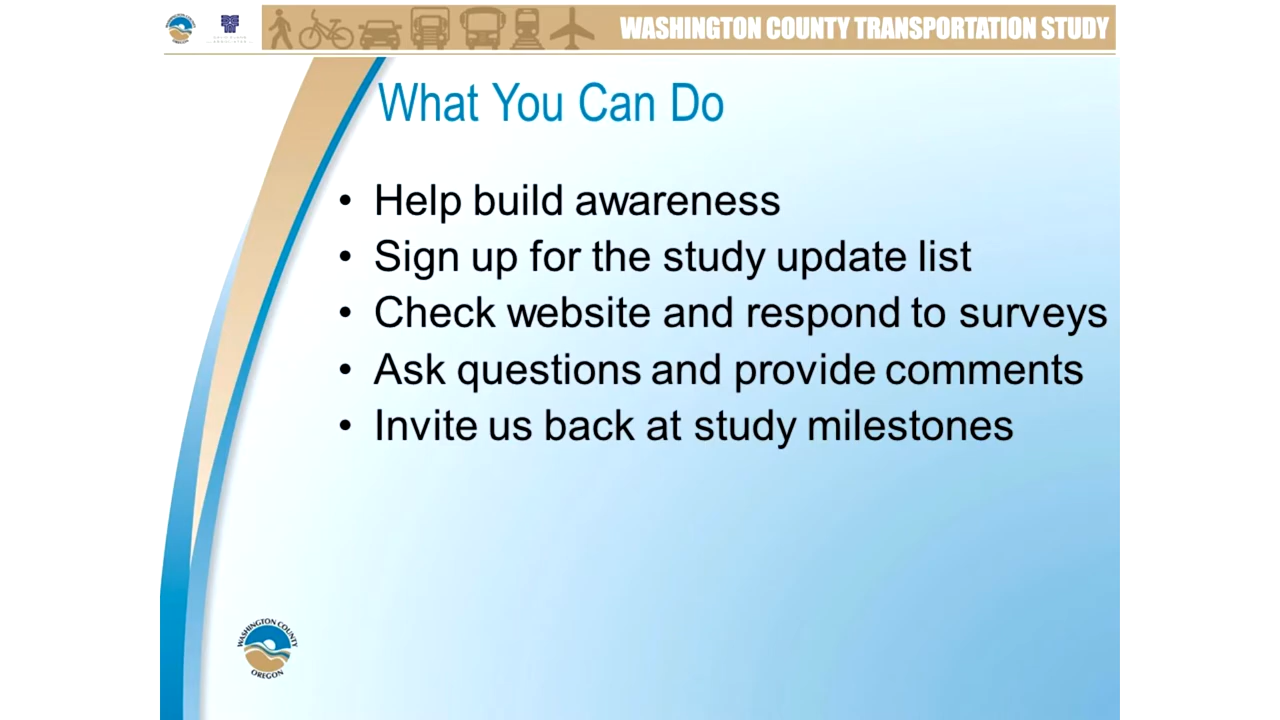 WASHINGTON COUNTY TRANSPORTATION STUDY
What You Can Do
• Help build awareness
• Sign up for the study update list
• Check website and respond to surveys
• Ask questions and provide comments
• Invite us back at study milestones
WASHINGTON COUNTY
OREGON